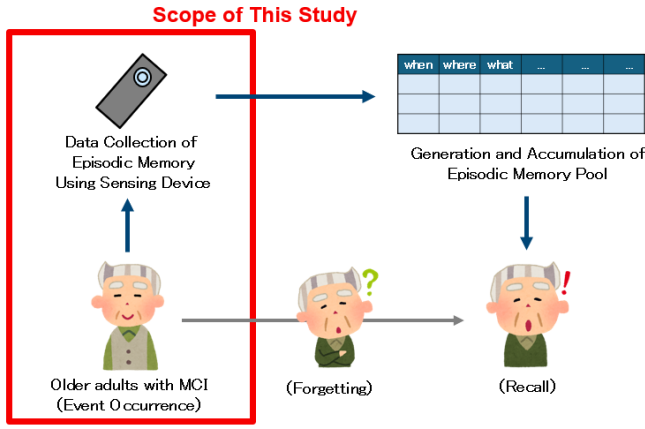 Scope of This Study
when where what ... ... ...
Data Collection of
Episodic Memory
Using Sensing Device
Generation and Accumulation of
Episodic Memory Pool
?
!
Older adults with MCI
(Event Occurrence)
(Forgetting)
(Recall)